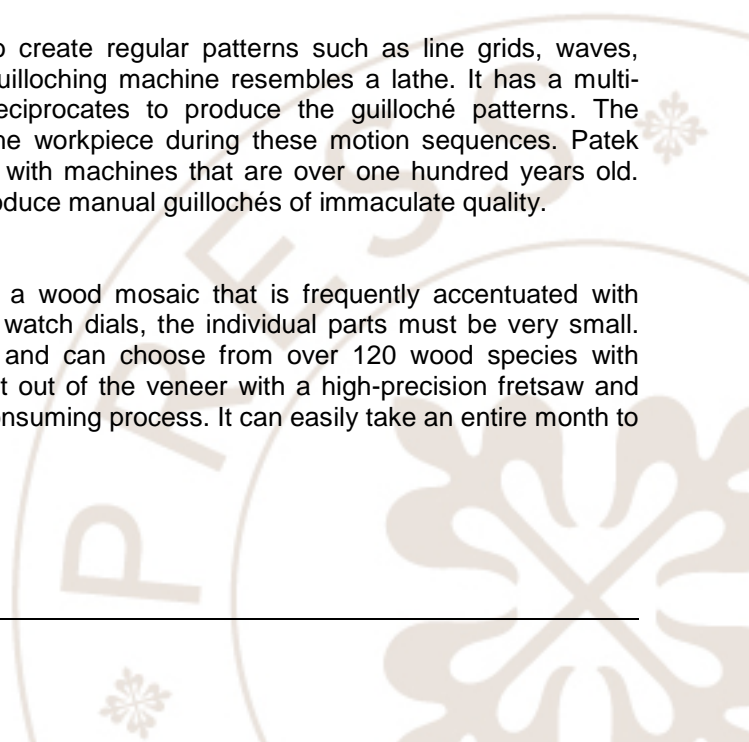 o create regular patterns such as line grids, waves,
uilloching machine resembles a lathe. It has a multi-
eciprocates to produce the guilloché patterns. The
he workpiece during these motion sequences. Patek
with machines that are over one hundred years old.
oduce manual guillochés of immaculate quality.
a wood mosaic that is frequently accentuated with
watch dials, the individual parts must be very small.
and can choose from over 120 wood species with
t out of the veneer with a high-precision fretsaw and
onsuming process. It can easily take an entire month to
PRESS